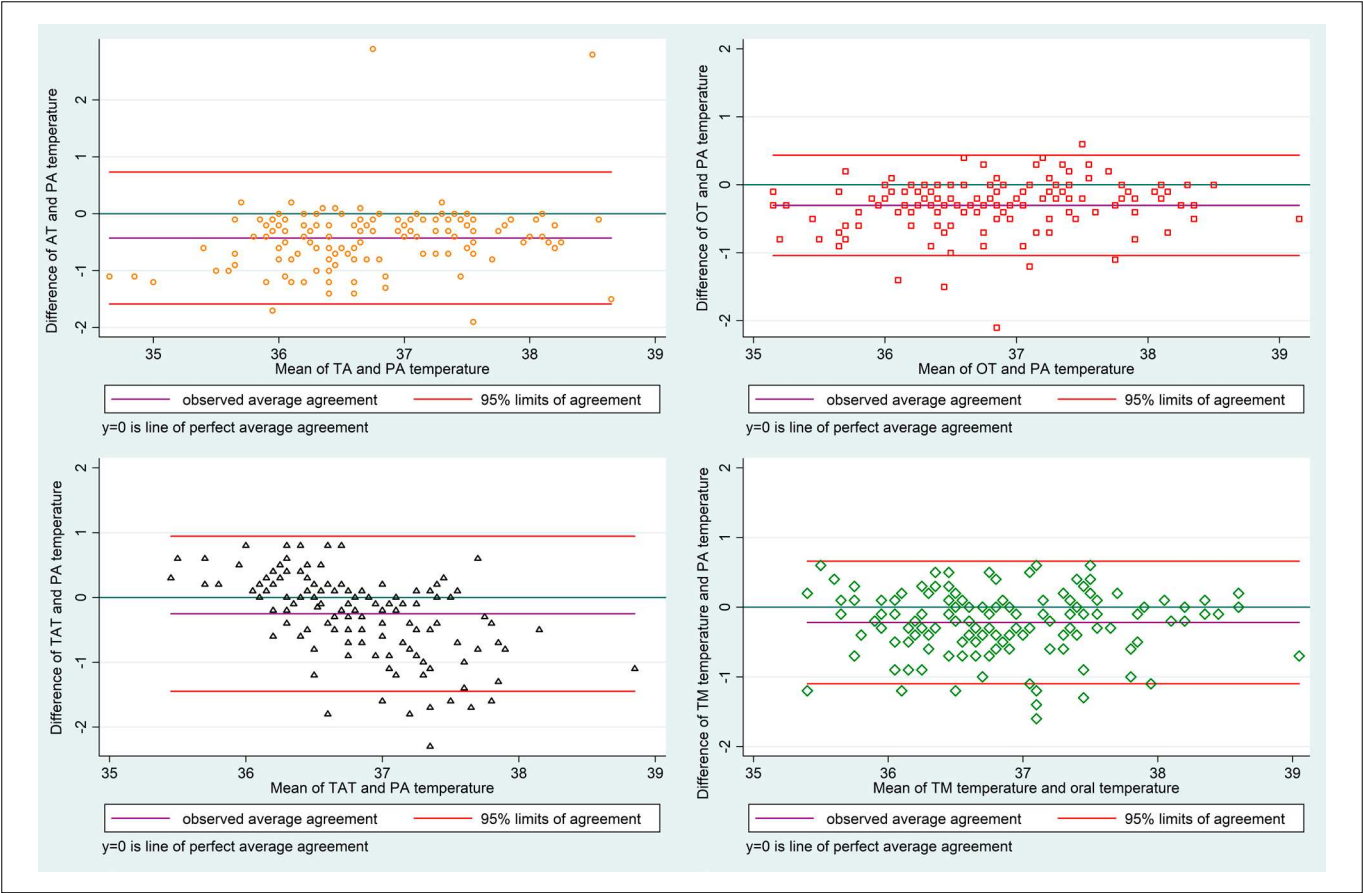 Difference of AT and PA temperature
2
1
0
-1
-2
35 36 37 38 39
Mean of TA and PA temperature
observed average agreement 95% limits of agreement
y=0 is line of perfect average agreement
Difference of OT and PA temperature
2
1
0
-1
-2
35 36 37 38 39
Mean of OT and PA temperature
observed average agreement 95% limits of agreement
y=0 is line of perfect average agreement
Difference of TAT and PA temperature
2
1
0
-1
-2
35 36 37 38 39
Mean of TAT and PA temperature
observed average agreement 95% limits of agreement
y=0 is line of perfect average agreement
Difference of TM temperature and PA temperature
2
1
0
-1
-2
35 36 37 38 39
Mean of TM temperature and oral temperature
observed average agreement 95% limits of agreement
y=0 is line of perfect average agreement